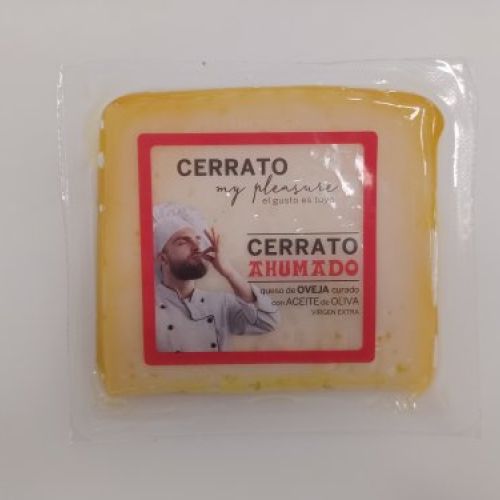 CERRATO
my pleasure
el gusto es tuyo
CERRATO
AHUMADO
queso de OVEJA curado
con ACEITE de OLIVA
VIRGEN EXTRA